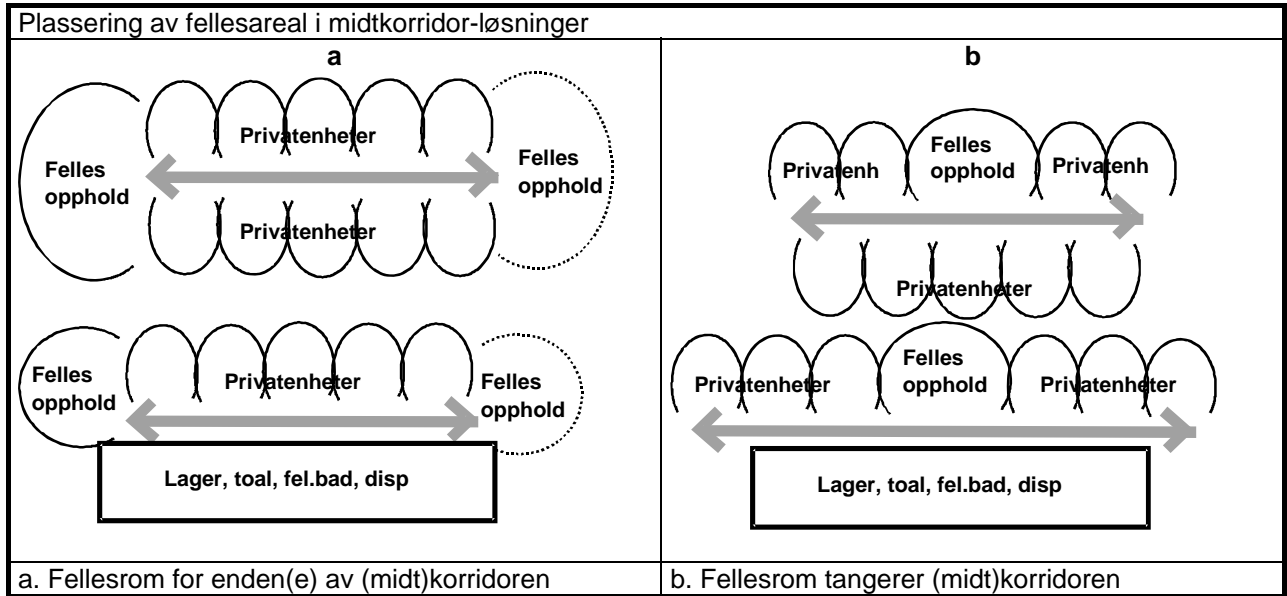 Plassering av fellesareal i midtkorridor-løsninger
a
Privatenheter
Felles
opphold
Felles
opphold
Privatenheter
Privatenheter
Felles
opphold
Felles
opphold
Lager, toal, fel.bad, disp
b
Privatenh
Felles
opphold
Privatenh
Privatenheter
Privatenheter
Felles
opphold
Privatenheter
Lager, toal, fel.bad, disp
a. Fellesrom for enden(e) av (midt)korridoren
b. Fellesrom tangerer (midt)korridoren